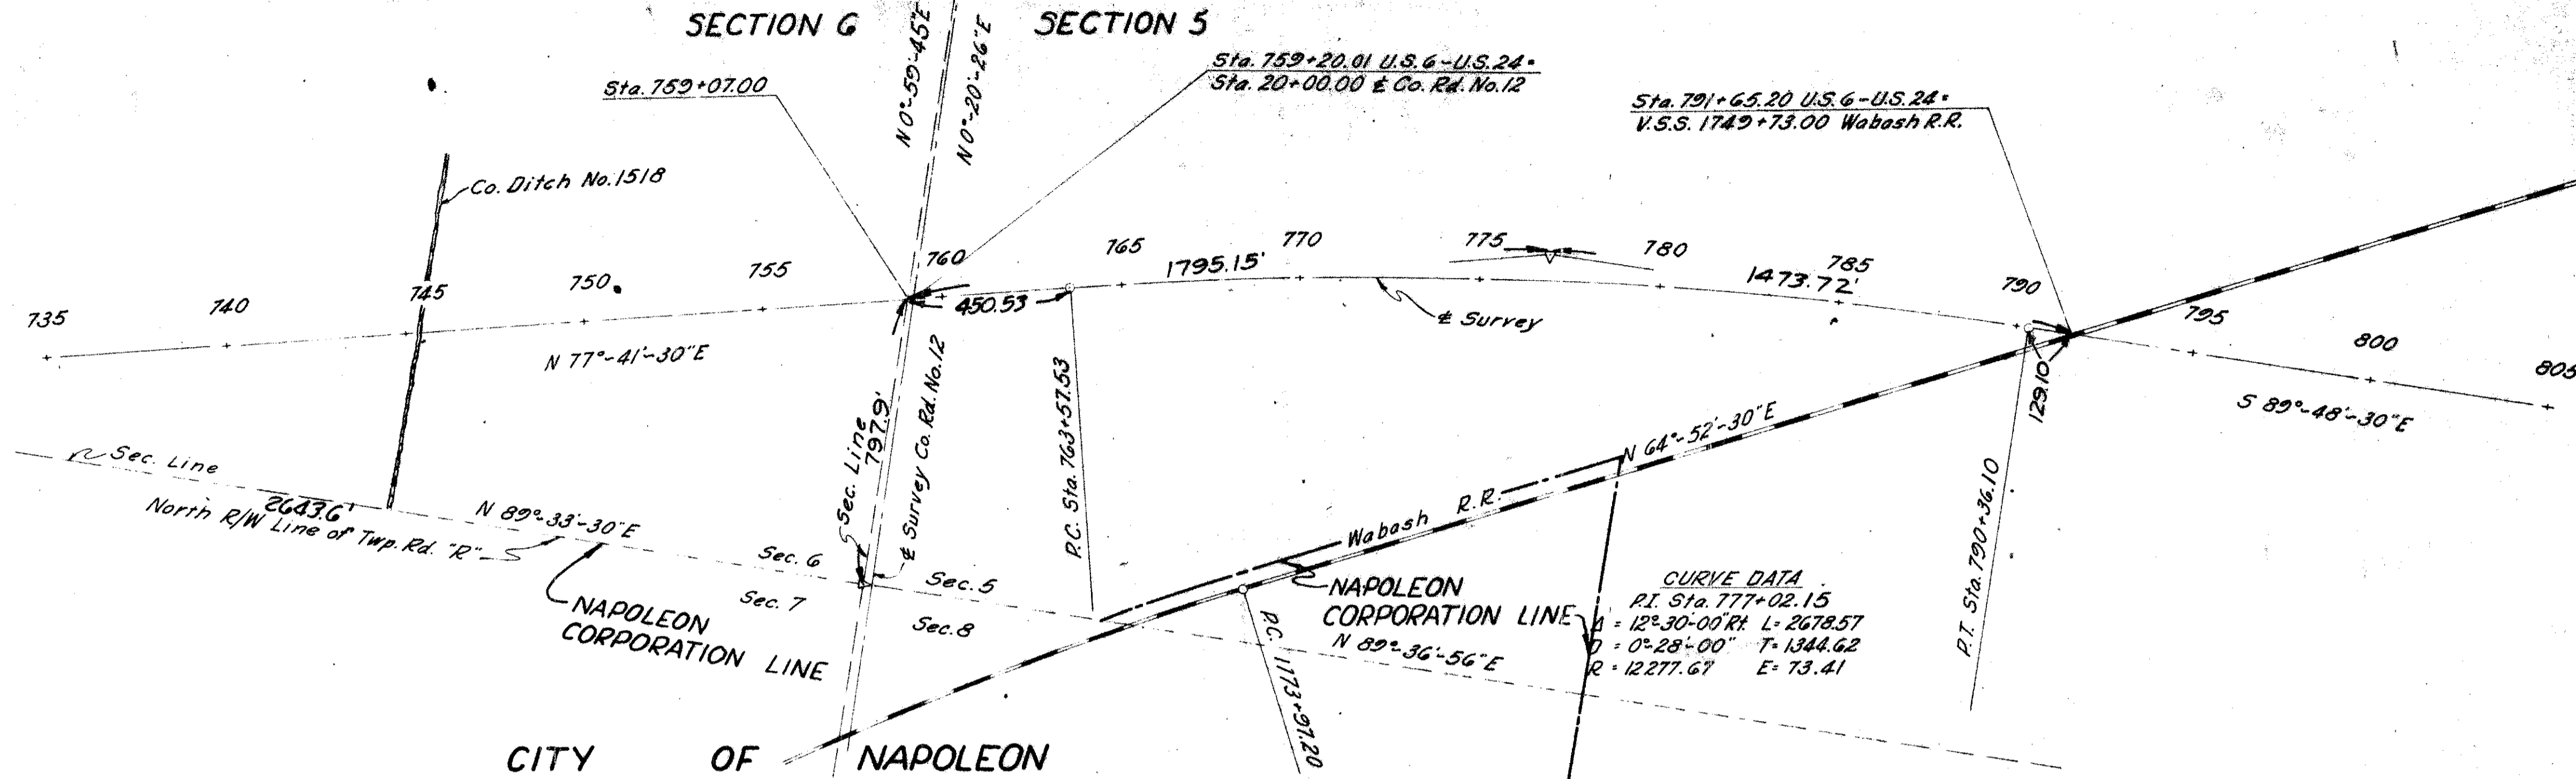 SECTION 6
SECTION 5
N 0°-59'-45"E
N 0°-20'-26"E
Sta. 759+07.00
Sta. 759+20.01 U.S.6-U.S.24=
Sta. 20+00.00 ℄ Co. Rd. No.12
Sta. 791+65.20 U.S.6-U.S.24=
V.S.S. 1749+73.00 Wabash R.R.
Co. Ditch No.1518
735
740
745
750
755
760
765
770
775
780
785
790
795
800
805
1795.15'
1473.72'
450.53
℄ Survey
N 77°-41'-30"E
129.10
S 89°-48'-30"E
Sec. Line
797.9'
℄ Survey Co. Rd. No.12
P.C. Sta. 763+57.53
N 64°-52'-30"E
P.T. Sta. 790+36.10
Sec. Line
2643.6'
North R/W Line of Twp. Rd. "R"
N 89°-33'-30"E
Sec. 6
Sec. 5
Sec. 7
Sec. 8
Wabash R.R.
NAPOLEON
CORPORATION LINE
NAPOLEON
CORPORATION LINE
N 89°-36'-56"E
P.C. 1173+97.20
CURVE DATA
P.I. Sta. 777+02.15
Δ = 12°-30'-00" Rt. L= 2678.57
D = 0°-28'-00" T= 1344.62
R = 12277.67 E= 73.41
CITY OF NAPOLEON